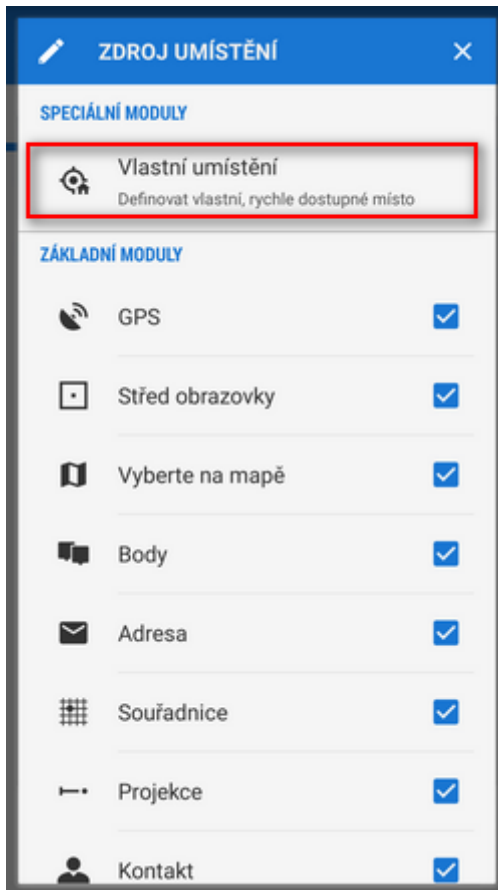 ZDROJ UMÍSTĚNÍ
SPECIÁLNÍ MODULY
Vlastní umístění
Definovat vlastní, rychle dostupné místo
ZÁKLADNÍ MODULY
GPS
Střed obrazovky
Vyberte na mapě
Body
Adresa
Souřadnice
Projekce
Kontakt